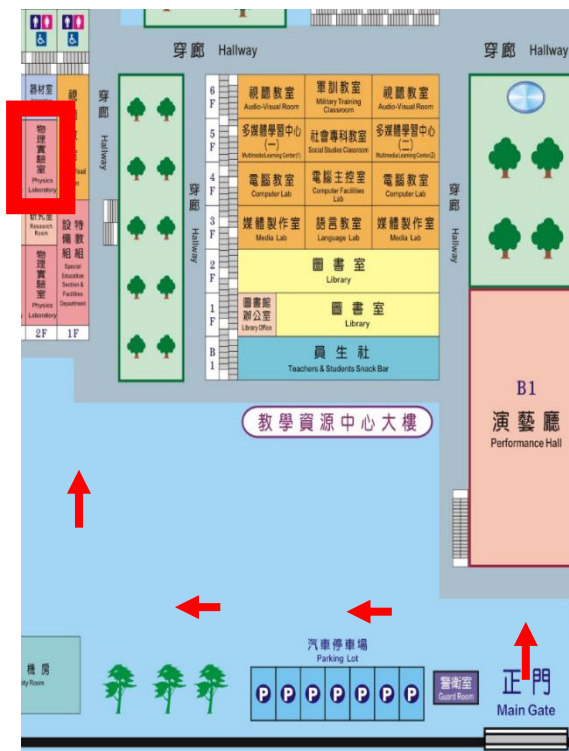 穿廊 Hallway
穿廊 Hallway
器材室
穿廊 Hallway
物理實驗室
Physics
Laboratory
研究室
Research
Room
物理實驗室
Physics
Laboratory
2F
特教組
設備組
Special
Education
Section &
Facilities
Department
1F
6F
視聽教室
Audio-Visual Room
軍訓教室
Military Training
Classroom
視聽教室
Audio-Visual Room
5F
多媒體學習中心
(一)
Multimedia Learning Center(1)
社會專科教室
Social Studies Classroom
多媒體學習中心
(二)
Multimedia Learning Center(2)
4F
電腦教室
Computer Lab
電腦主控室
Computer Facilities
Lab
電腦教室
Computer Lab
穿廊 Hallway
穿廊 Hallway
3F
媒體製作室
Media Lab
語言教室
Language Lab
媒體製作室
Media Lab
2F
圖書室
Library
1F
圖書館
辦公室
Library Office
圖書室
Library
B1
員生社
Teachers & Students Snack Bar
教學資源中心大樓
B1
演藝廳
Performance Hall
汽車停車場
Parking Lot
P P P P P P P
警衛室
Guard Room
正門
Main Gate
機房
Room